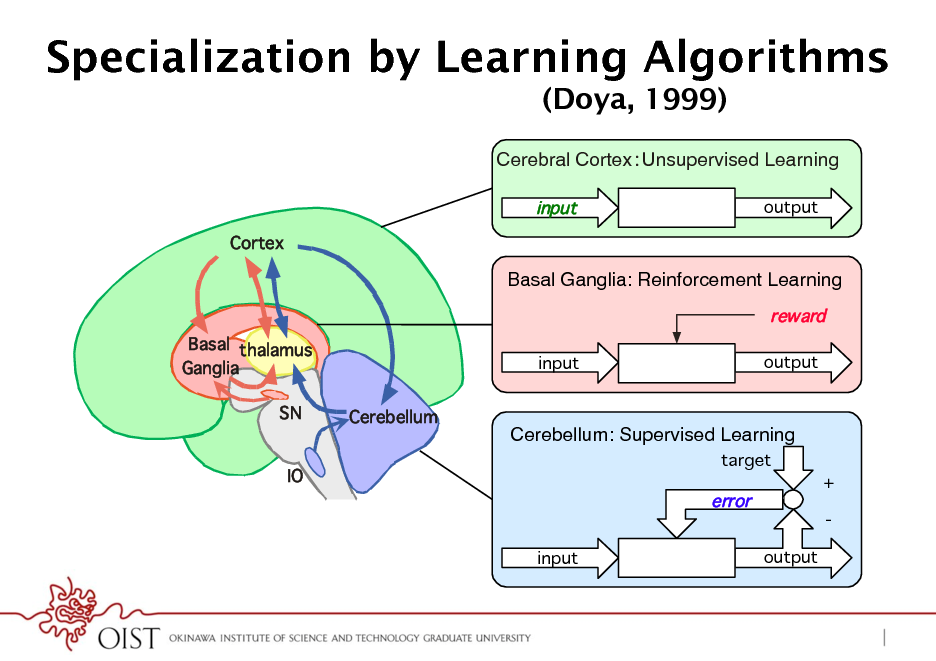 Specialization by Learning Algorithms
(Doya, 1999)
Cerebral Cortex: Unsupervised Learning
input
output
Basal Ganglia: Reinforcement Learning
reward
input
output
Cerebellum: Supervised Learning
target
+
error
-
input
output
Cortex
Basal
Ganglia
thalamus
SN
Cerebellum
IO
OIST OKINAWA INSTITUTE OF SCIENCE AND TECHNOLOGY GRADUATE UNIVERSITY